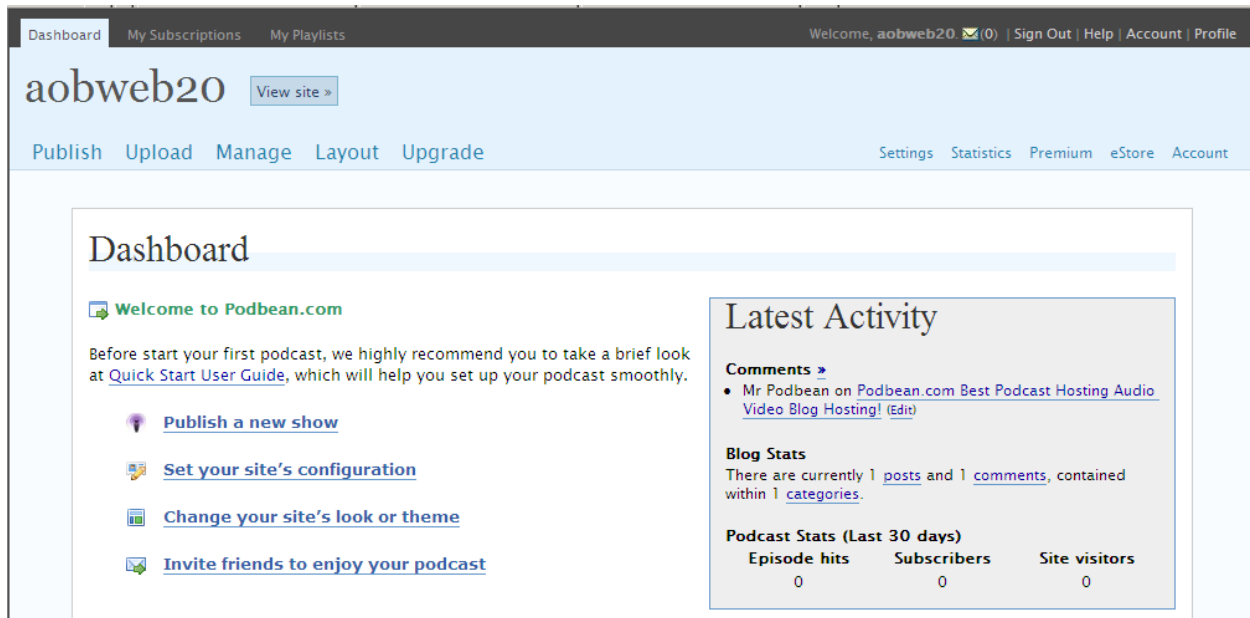 Dashboard My Subscriptions My Playlists Welcome, aobweb20. (0) | Sign Out | Help | Account | Profile
aobweb20 View site »
Publish Upload Manage Layout Upgrade Settings Statistics Premium eStore Account
Dashboard
Welcome to Podbean.com
Before start your first podcast, we highly recommend you to take a brief look
at Quick Start User Guide, which will help you set up your podcast smoothly.
Publish a new show
Set your site's configuration
Change your site's look or theme
Invite friends to enjoy your podcast
Latest Activity
Comments »
• Mr Podbean on Podbean.com Best Podcast Hosting Audio
Video Blog Hosting! (Edit)
Blog Stats
There are currently 1 posts and 1 comments, contained
within 1 categories.
Podcast Stats (Last 30 days)
Episode hits Subscribers Site visitors
0 0 0